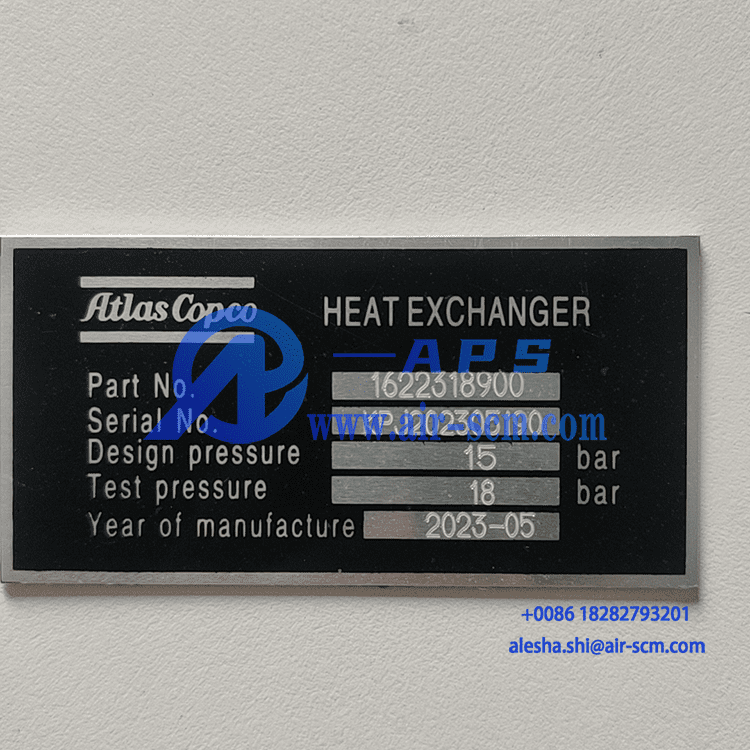 Atlas Copco HEAT EXCHANGER
APS
Part No. 1622318900
Serial No.
www.air-scm.com
Design pressure 15 bar
Test pressure 18 bar
Year of manufacture 2023-05
+0086 18282793201
alesha.shi@air-scm.com